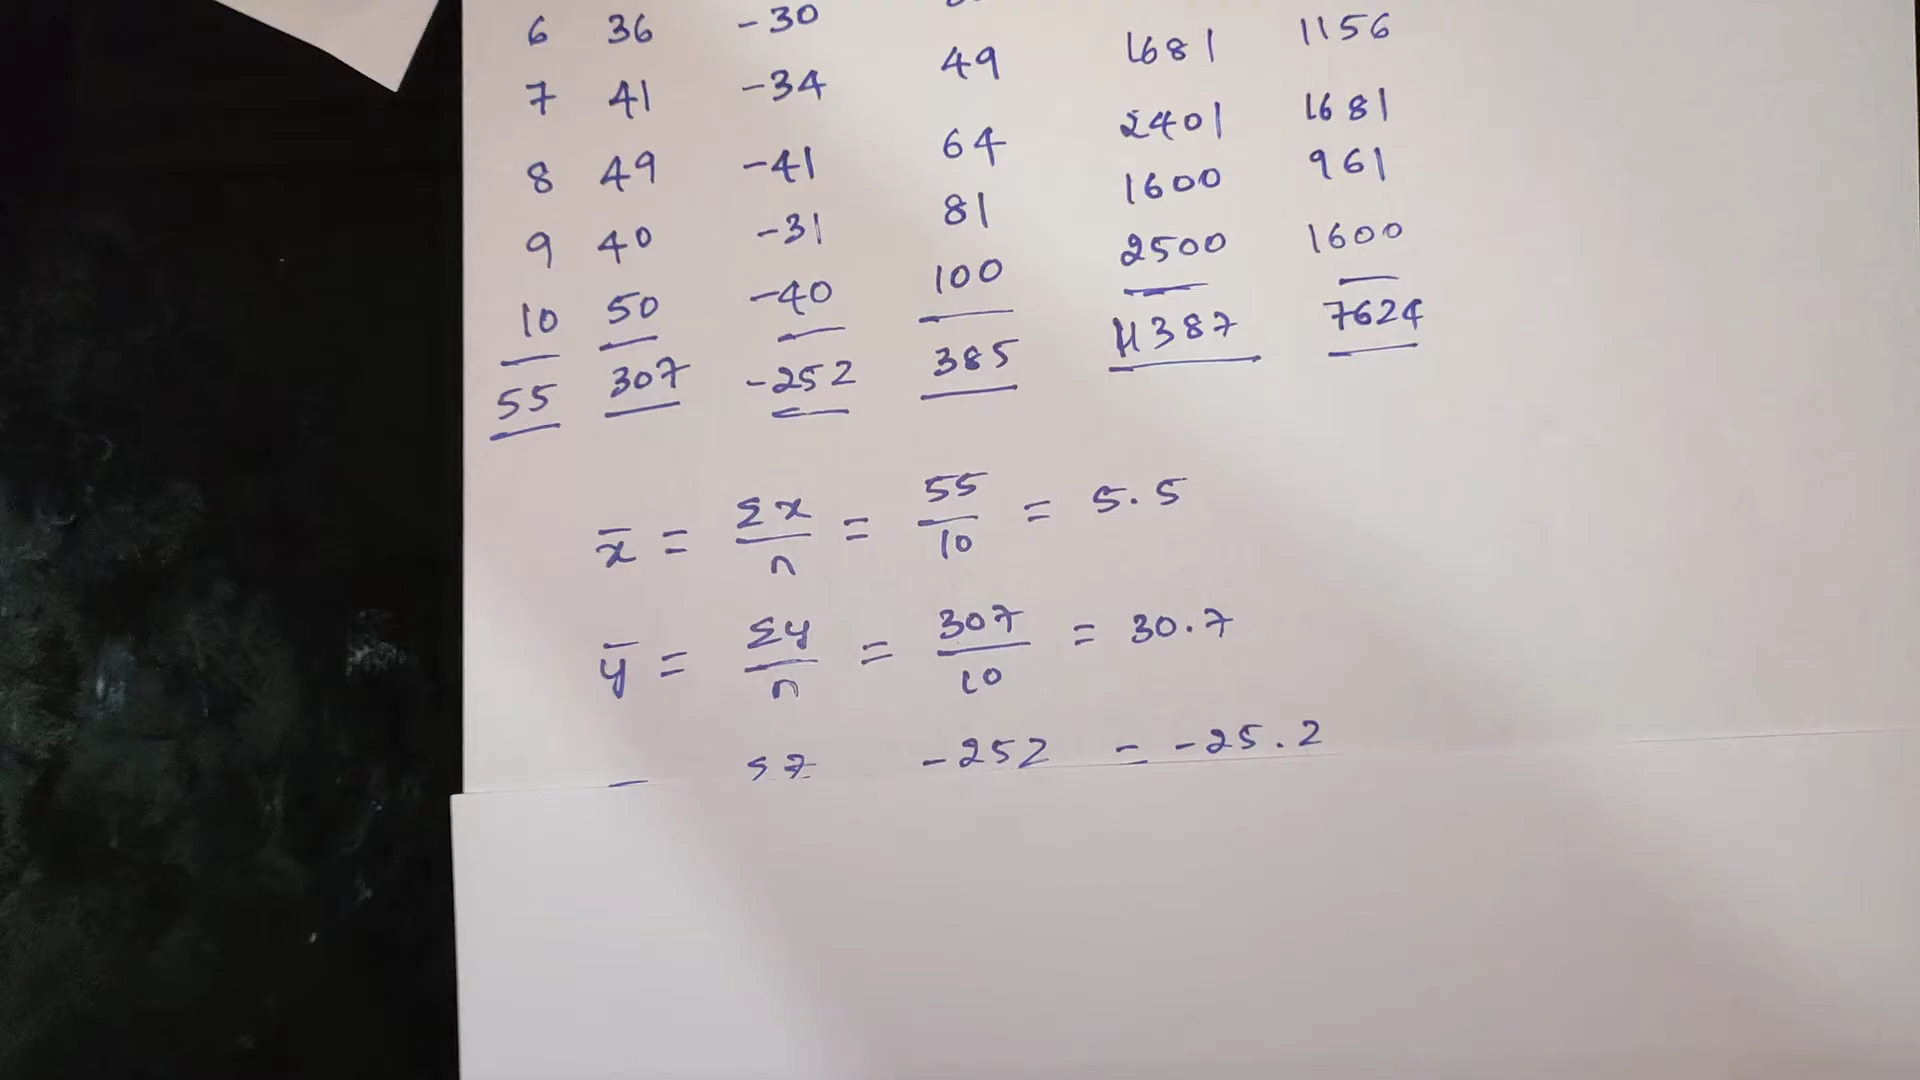 6 36 -30 1156
7 41 -34 49 1681 1681
8 49 -41 64 2401 961
9 40 -31 81 1600 1600
10 50 -40 100 2500 7624
55 307 -252 385 11387
x̄ = Σx/n = 55/10 = 5.5
ȳ = Σy/n = 307/10 = 30.7
-252 = -25.2